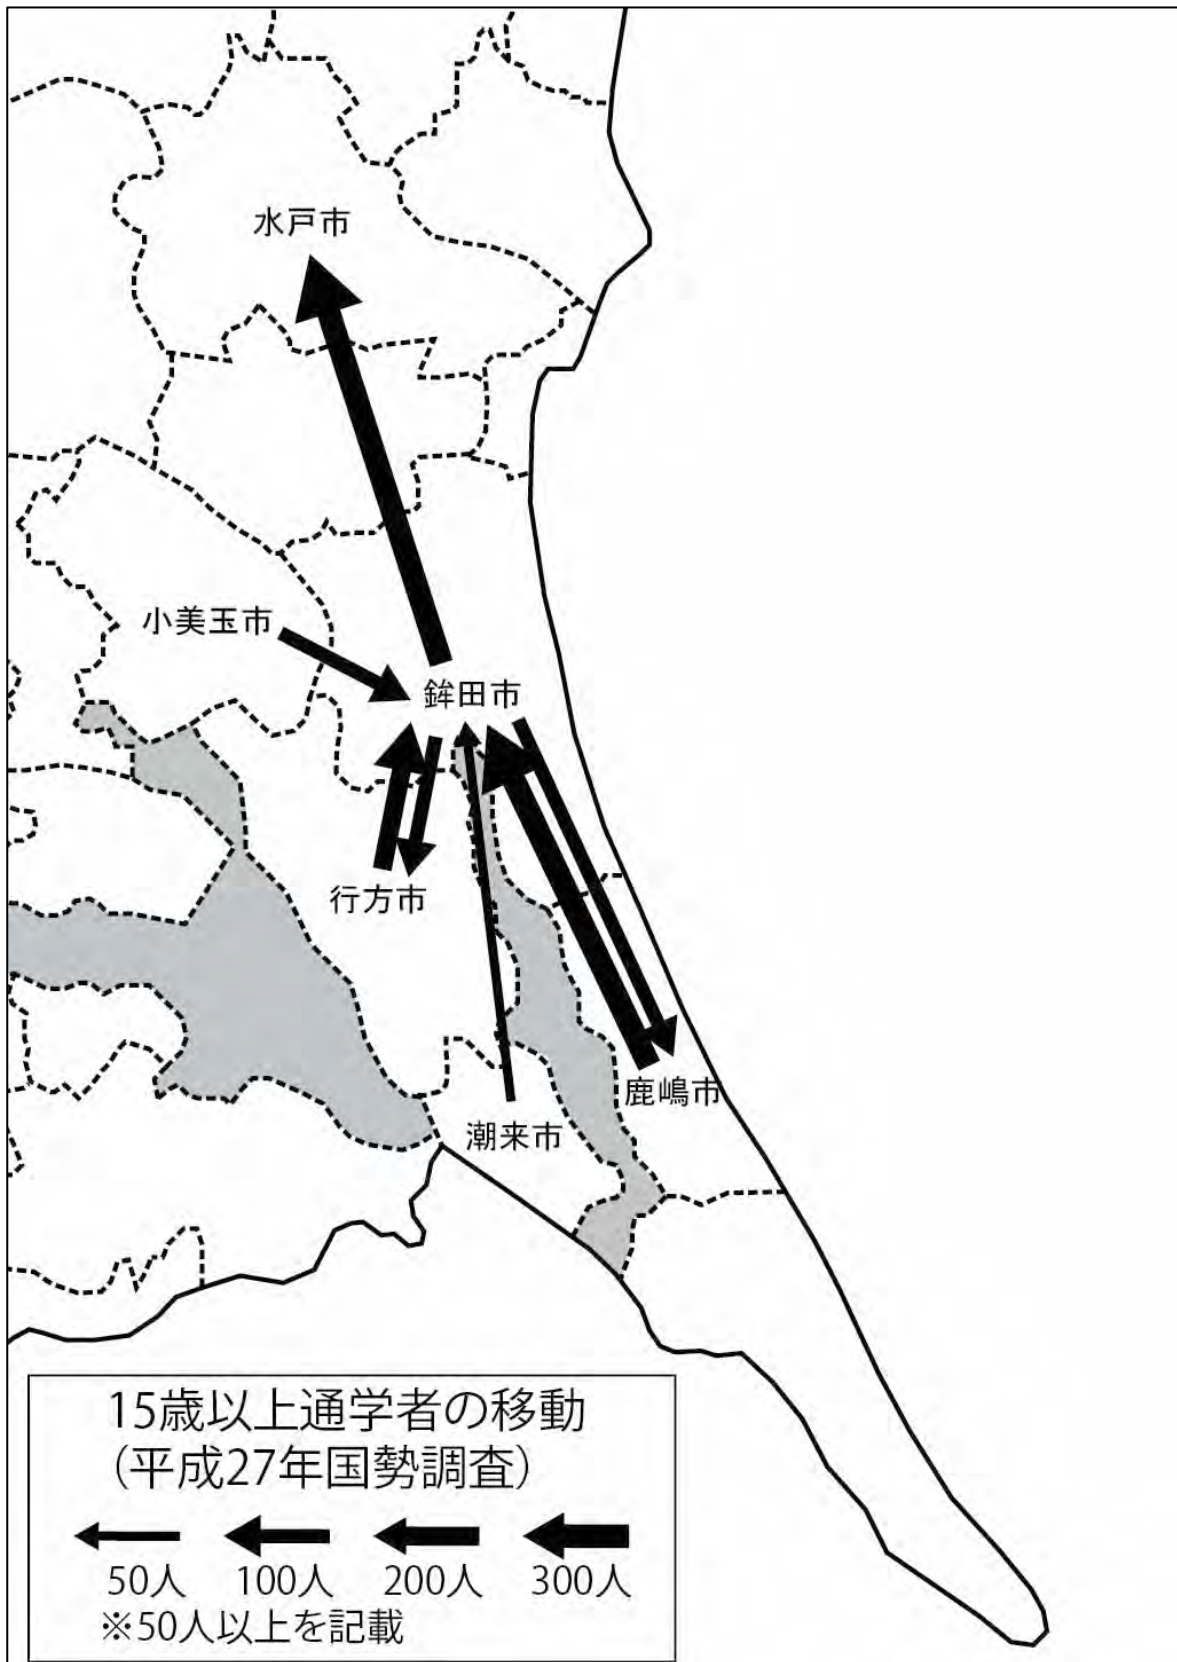 水戸市
小美玉市
鉾田市
行方市
鹿嶋市
潮来市
15歳以上通学者の移動
(平成27年国勢調査)
50人 100人 200人 300人
※50人以上を記載